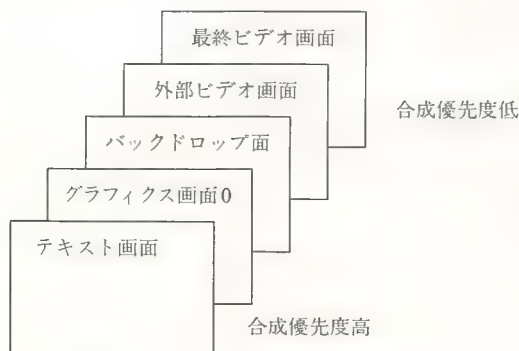 最終ビデオ画面
外部ビデオ画面
合成優先度低
バックドロップ面
グラフィクス画面0
テキスト画面
合成優先度高